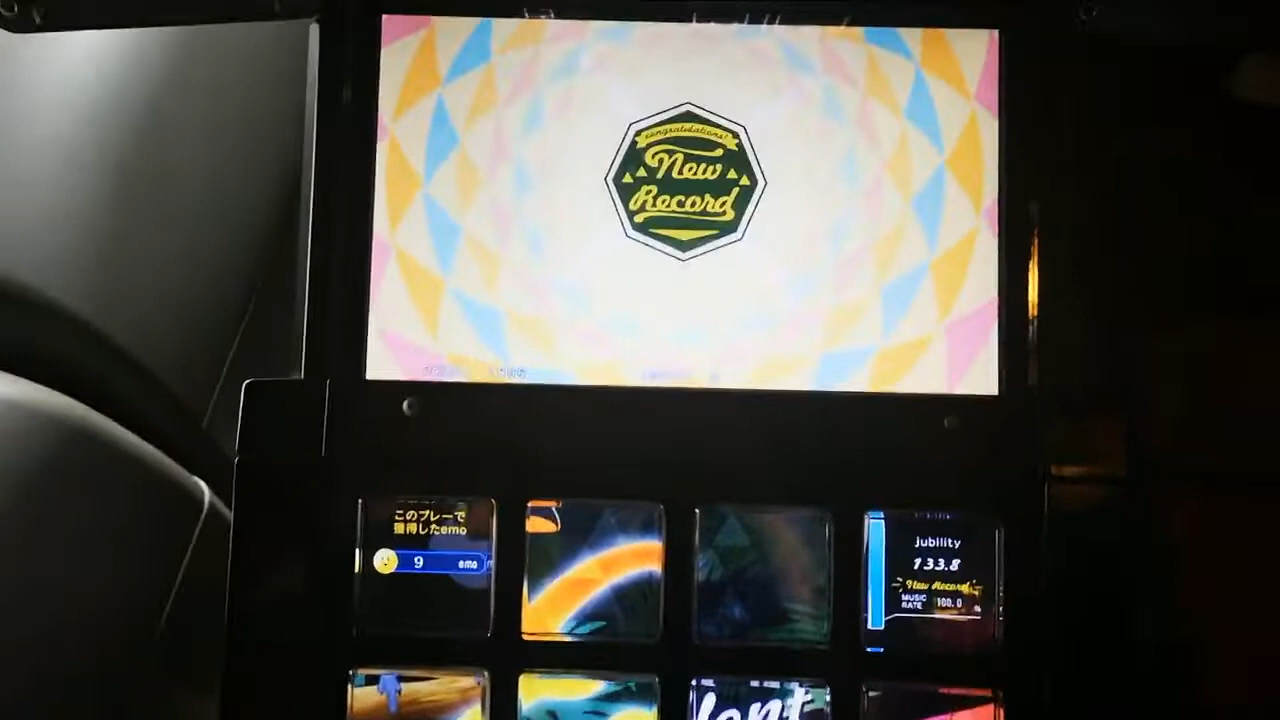 congratulations!
New
Record
このプレーで
獲得したemo
9 emo
jubility
133.8
New Record
MUSIC
RATE 100.0 %